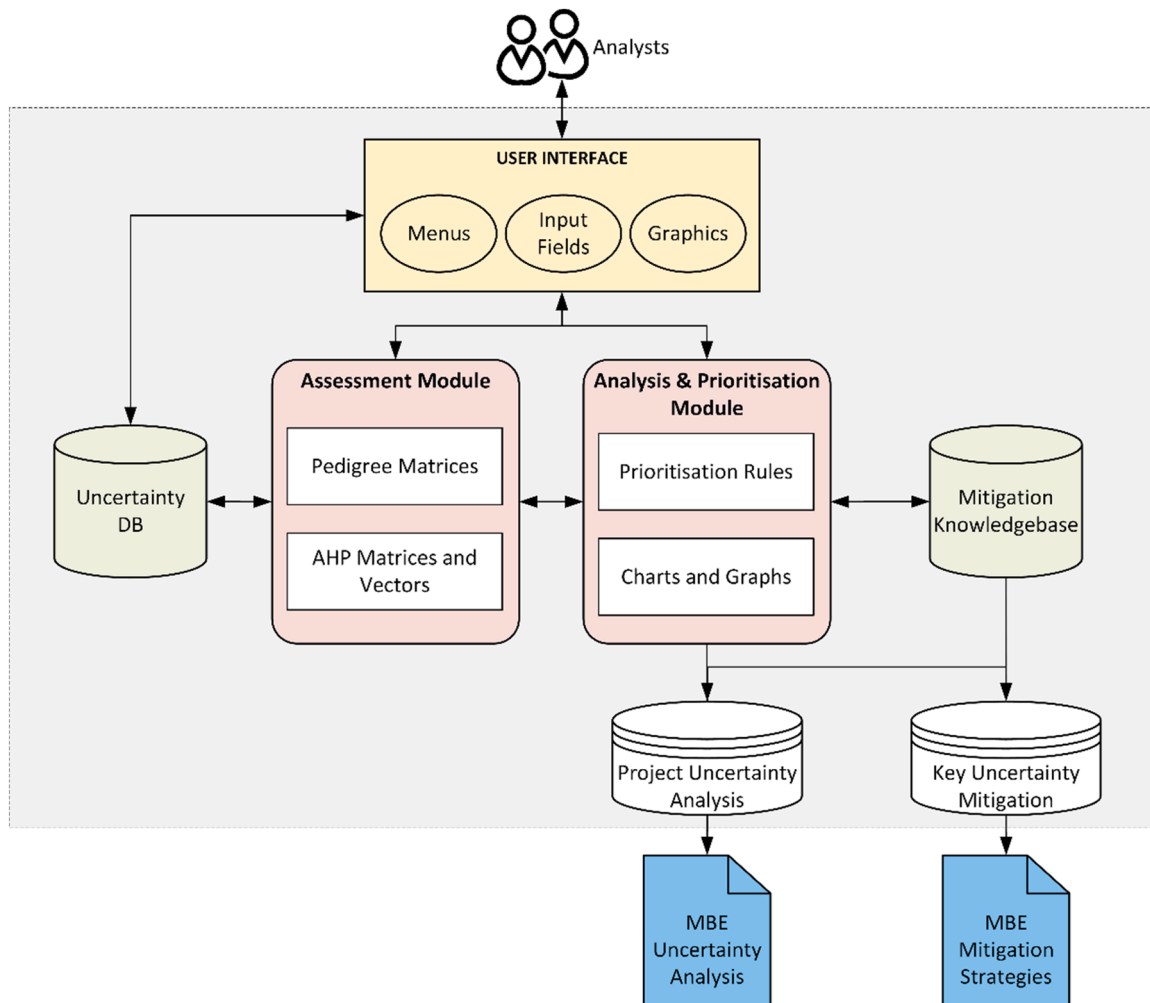 Analysts
USER INTERFACE
Menus
Input
Fields
Graphics
Assessment Module
Pedigree Matrices
AHP Matrices and
Vectors
Analysis & Prioritisation
Module
Prioritisation Rules
Charts and Graphs
Uncertainty
DB
Mitigation
Knowledgebase
Project Uncertainty
Analysis
Key Uncertainty
Mitigation
MBE
Uncertainty
Analysis
MBE
Mitigation
Strategies